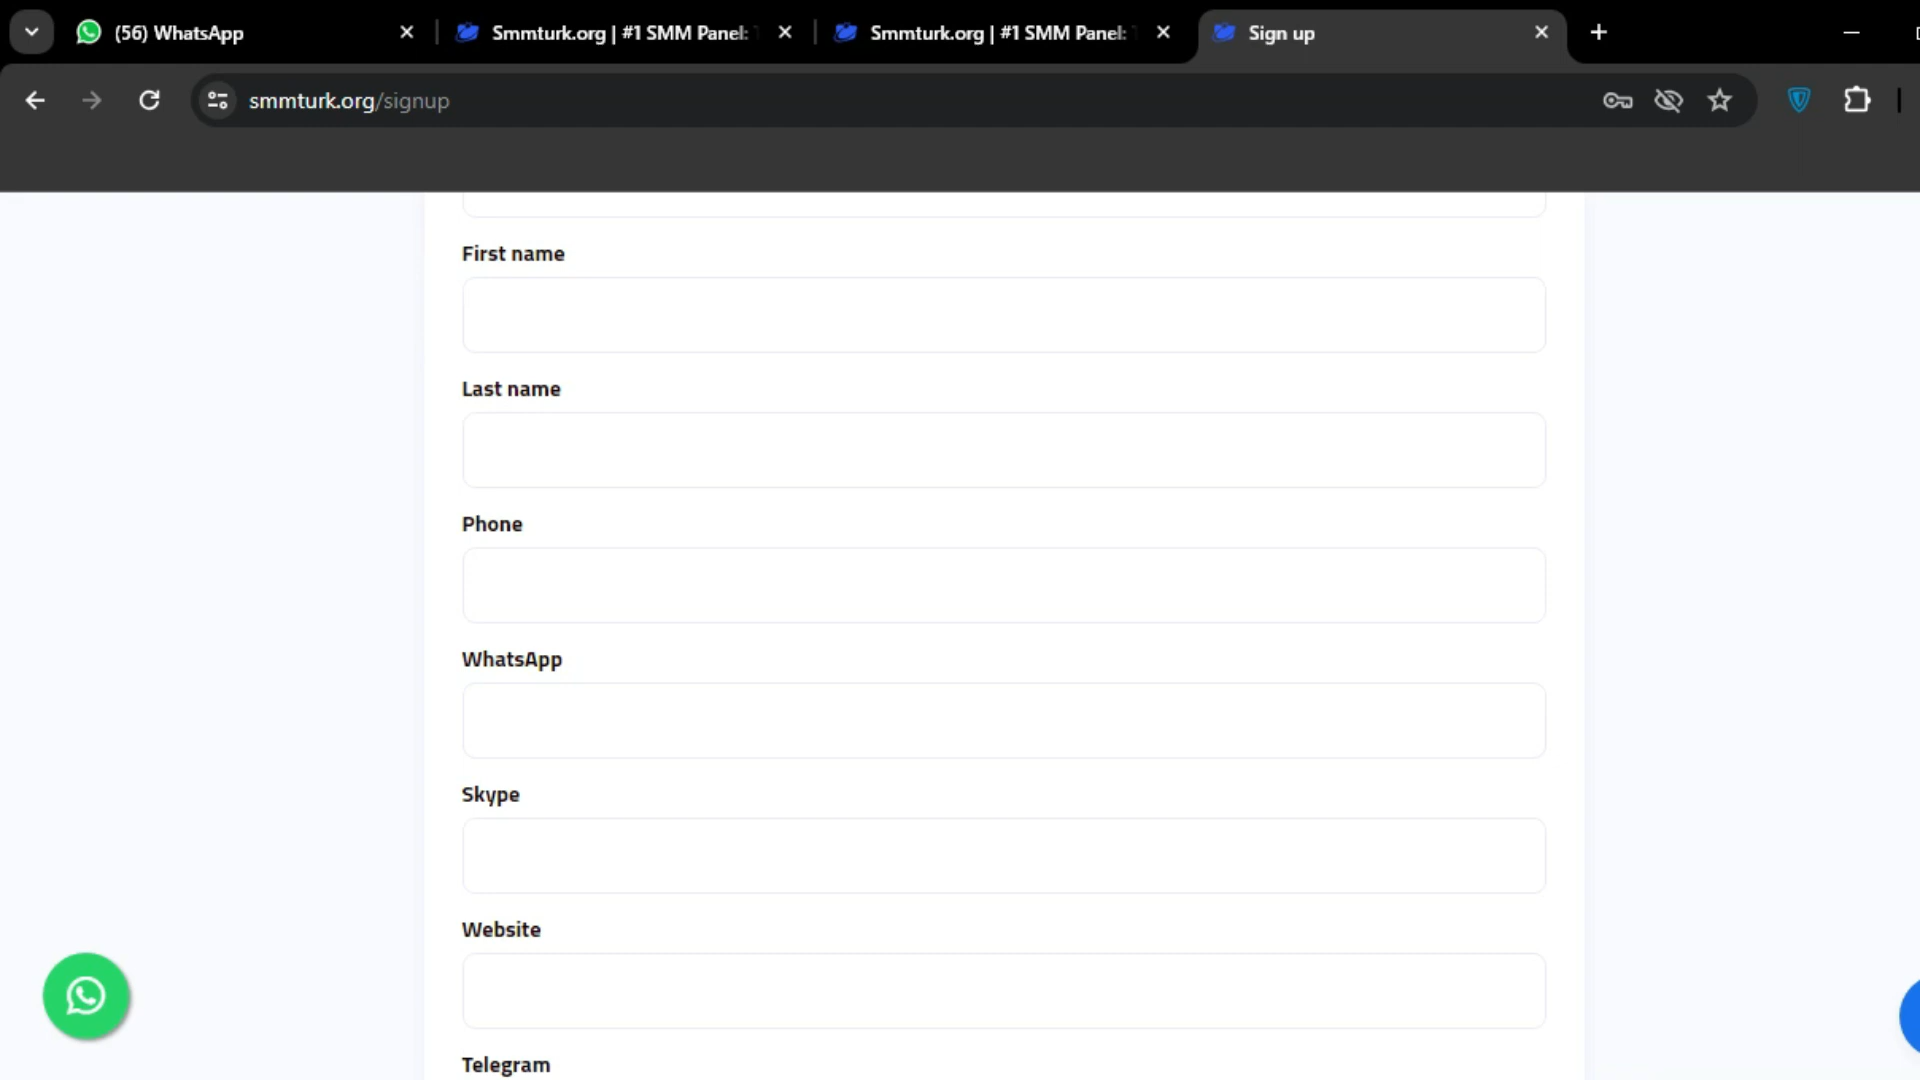 (56) WhatsApp
Smmturk.org | #1 SMM Panel:
Smmturk.org | #1 SMM Panel:
Sign up
smmturk.org/signup
First name
Last name
Phone
WhatsApp
Skype
Website
Telegram